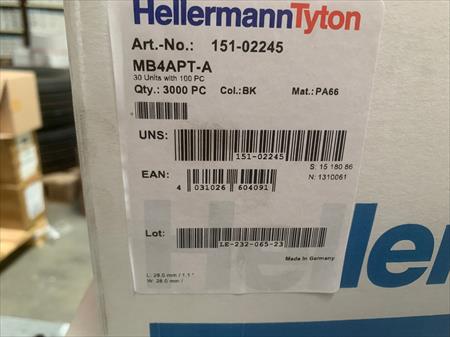 HellermannTyton
Art.-No.: 151-02245
MB4APT-A
30 Units with 100 PC
Qty.: 3000 PC Col.:BK Mat.:PA66
UNS:
151-02245
S: 15 180 86
EAN:
N: 1310061
4 031026 604091
Lot:
LE-232-065-23
Made In Germany
L: 28.0 mm / 1.1 "
W: 28.0 mm /
Heller